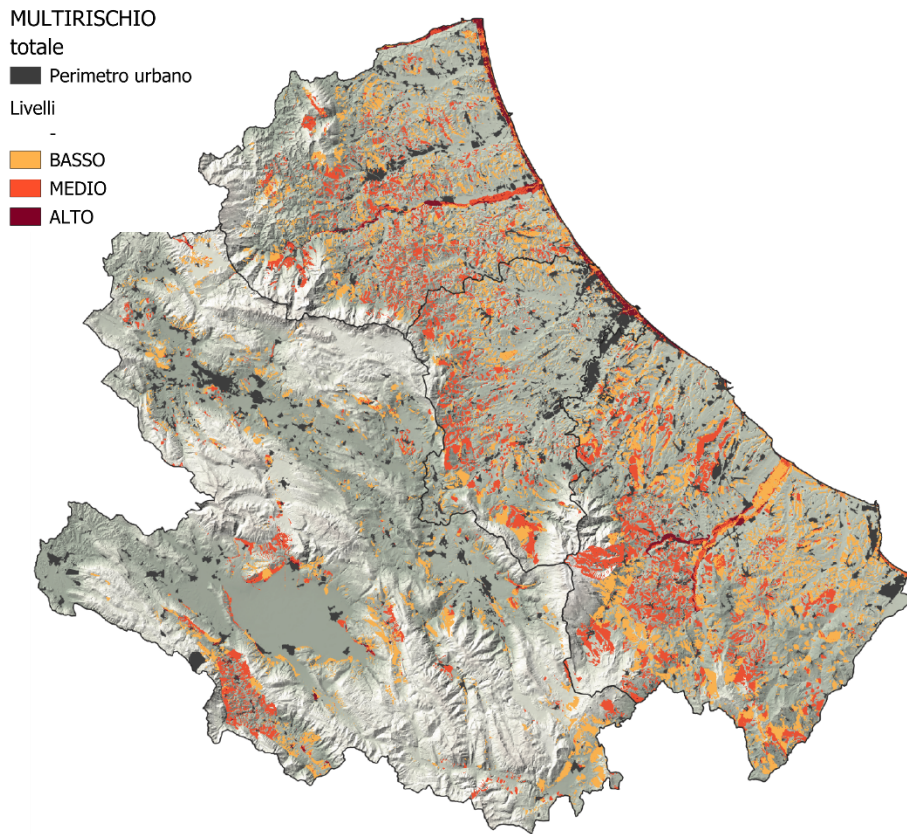 MULTIRISCHIO
totale
Perimetro urbano
Livelli
-
BASSO
MEDIO
ALTO